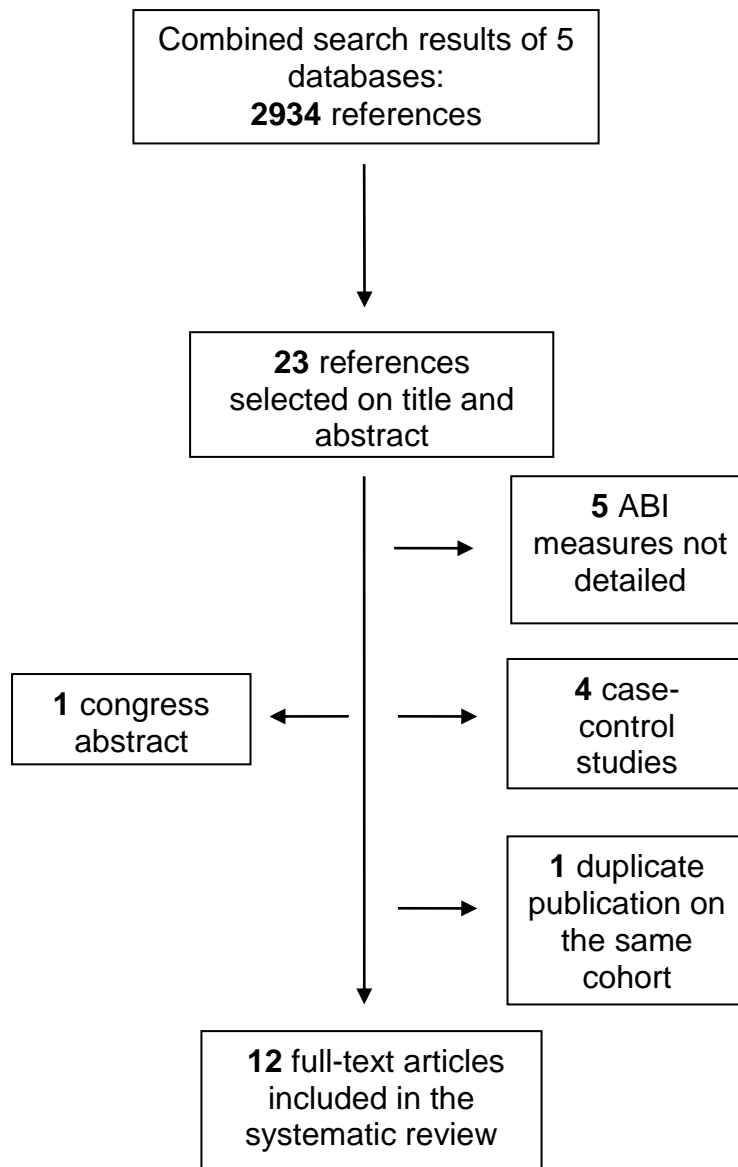 Combined search results of 5
databases:
2934 references
23 references
selected on title and
abstract
5 ABI
measures not
detailed
1 congress
abstract
4 case-
control
studies
1 duplicate
publication on
the same
cohort
12 full-text articles
included in the
systematic review